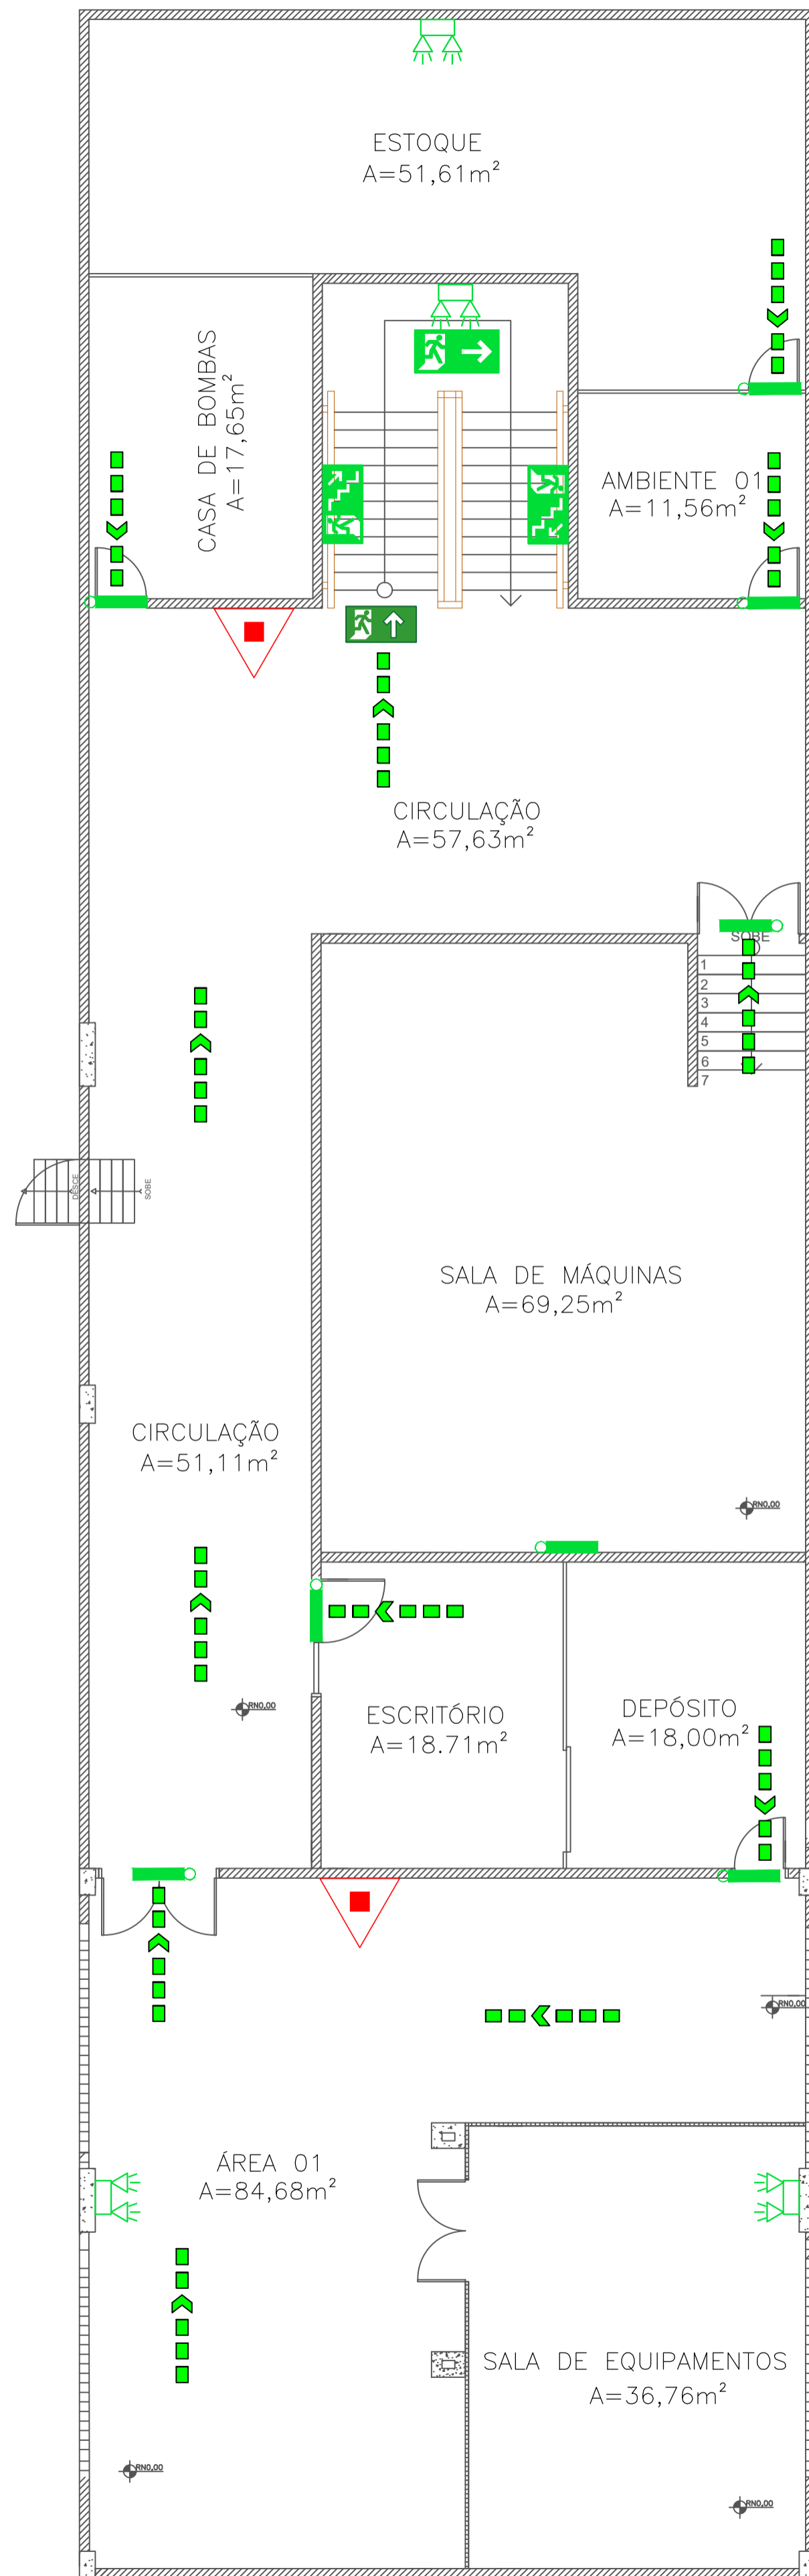 ESTOQUE
A=51,61m²
CASA DE BOMBAS
A=17,65m²
AMBIENTE 01
A=11,56m²
CIRCULAÇÃO
A=57,63m²
SOBE
1
2
3
4
5
6
7
DESCE
SOBE
SALA DE MÁQUINAS
A=69,25m²
CIRCULAÇÃO
A=51,11m²
RN0,00
ESCRITÓRIO
A=18.71m²
DEPÓSITO
A=18,00m²
RN0,00
RN0,00
ÁREA 01
A=84,68m²
SALA DE EQUIPAMENTOS
A=36,76m²
RN0,00
RN0,00